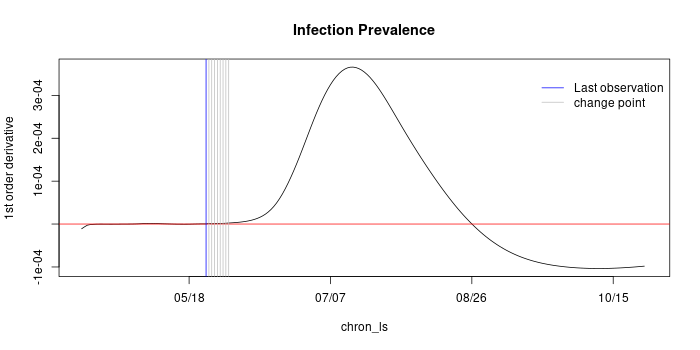 Infection Prevalence
1st order derivative
3e-04
2e-04
1e-04
-1e-04
Last observation
change point
05/18
07/07
08/26
10/15
chron_ls